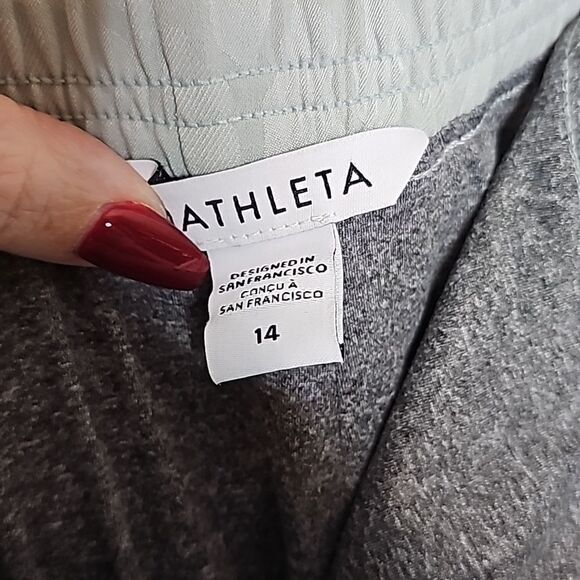 ATHLETA
DESIGNED IN
SAN FRANCISCO
CONÇU À
SAN FRANCISCO
14